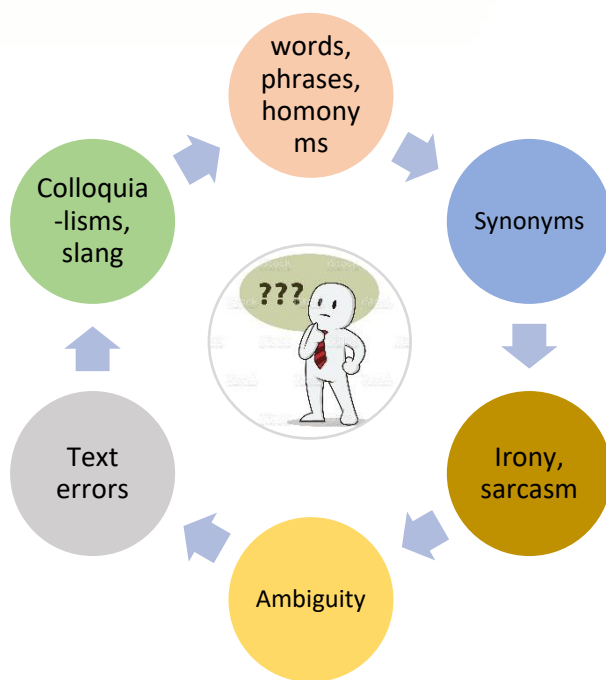 words,
phrases,
homony
ms
Synonyms
Irony,
sarcasm
Ambiguity
Text
errors
Colloquia
-lisms,
slang
???